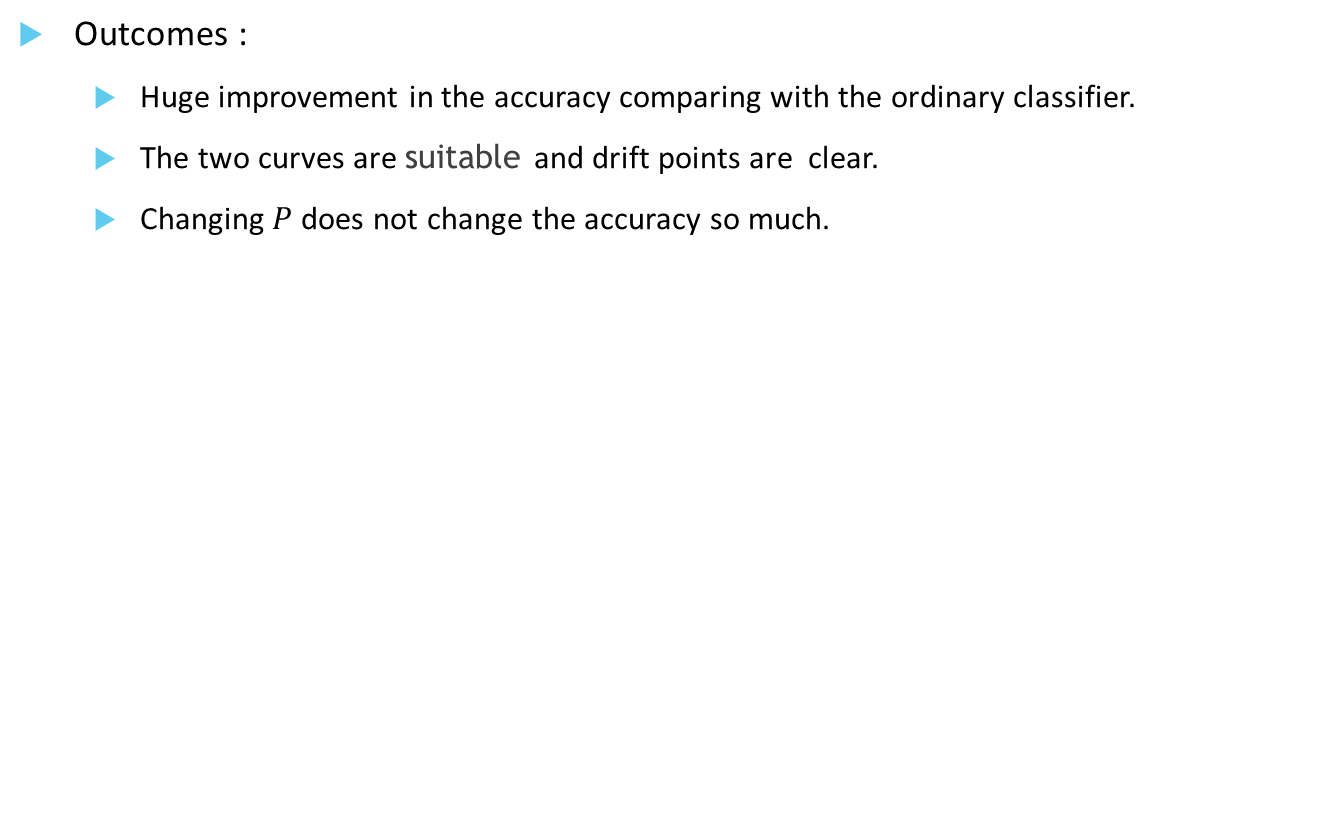 Outcomes :
Huge improvement in the accuracy comparing with the ordinary classifier.
The two curves are suitable and drift points are clear.
Changing P does not change the accuracy so much.